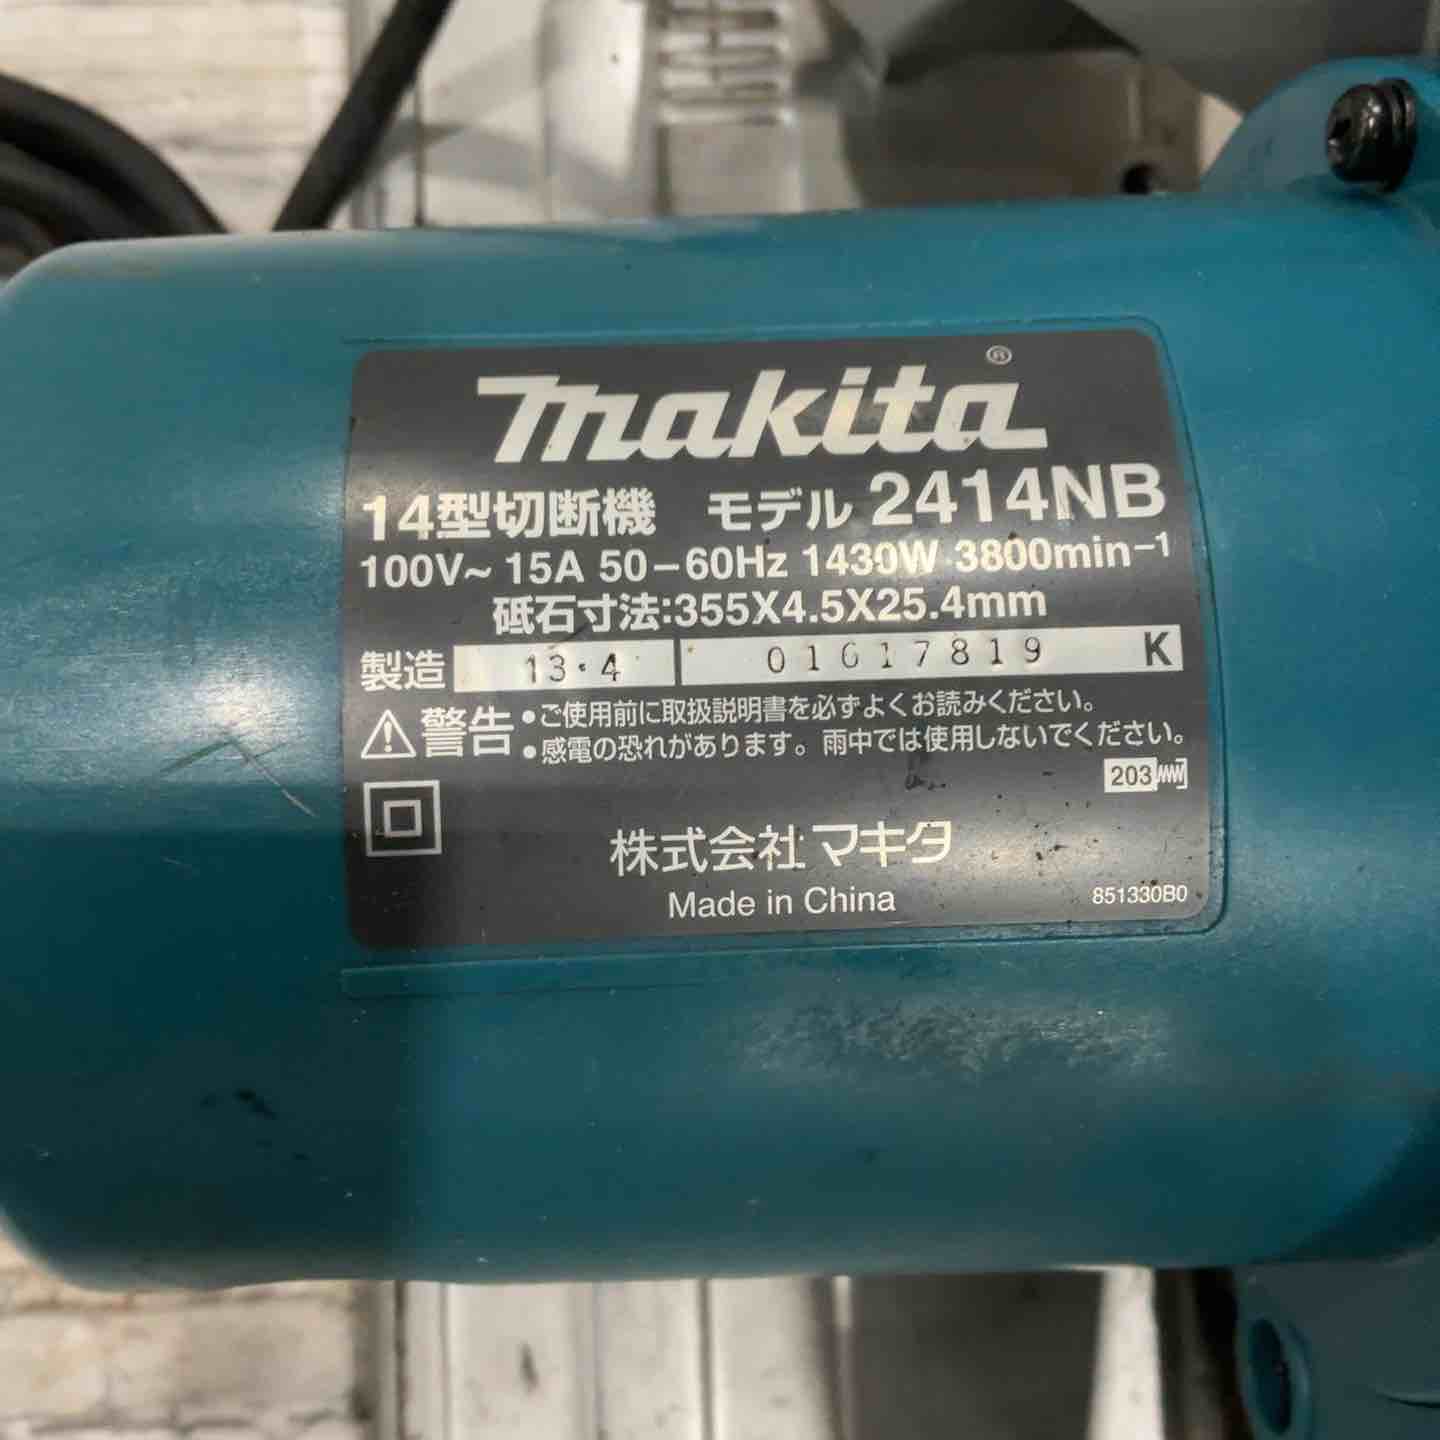 makita®
14型切断機 モデル 2414NB
100V~ 15A 50-60Hz 1430W 3800min⁻¹
砥石寸法:355X4.5X25.4mm
製造 13・4 01617819 K
警告 •ご使用前に取扱説明書を必ずよくお読みください。
•感電の恐れがあります。雨中では使用しないでください。
203
株式会社マキタ
Made in China
851330B0